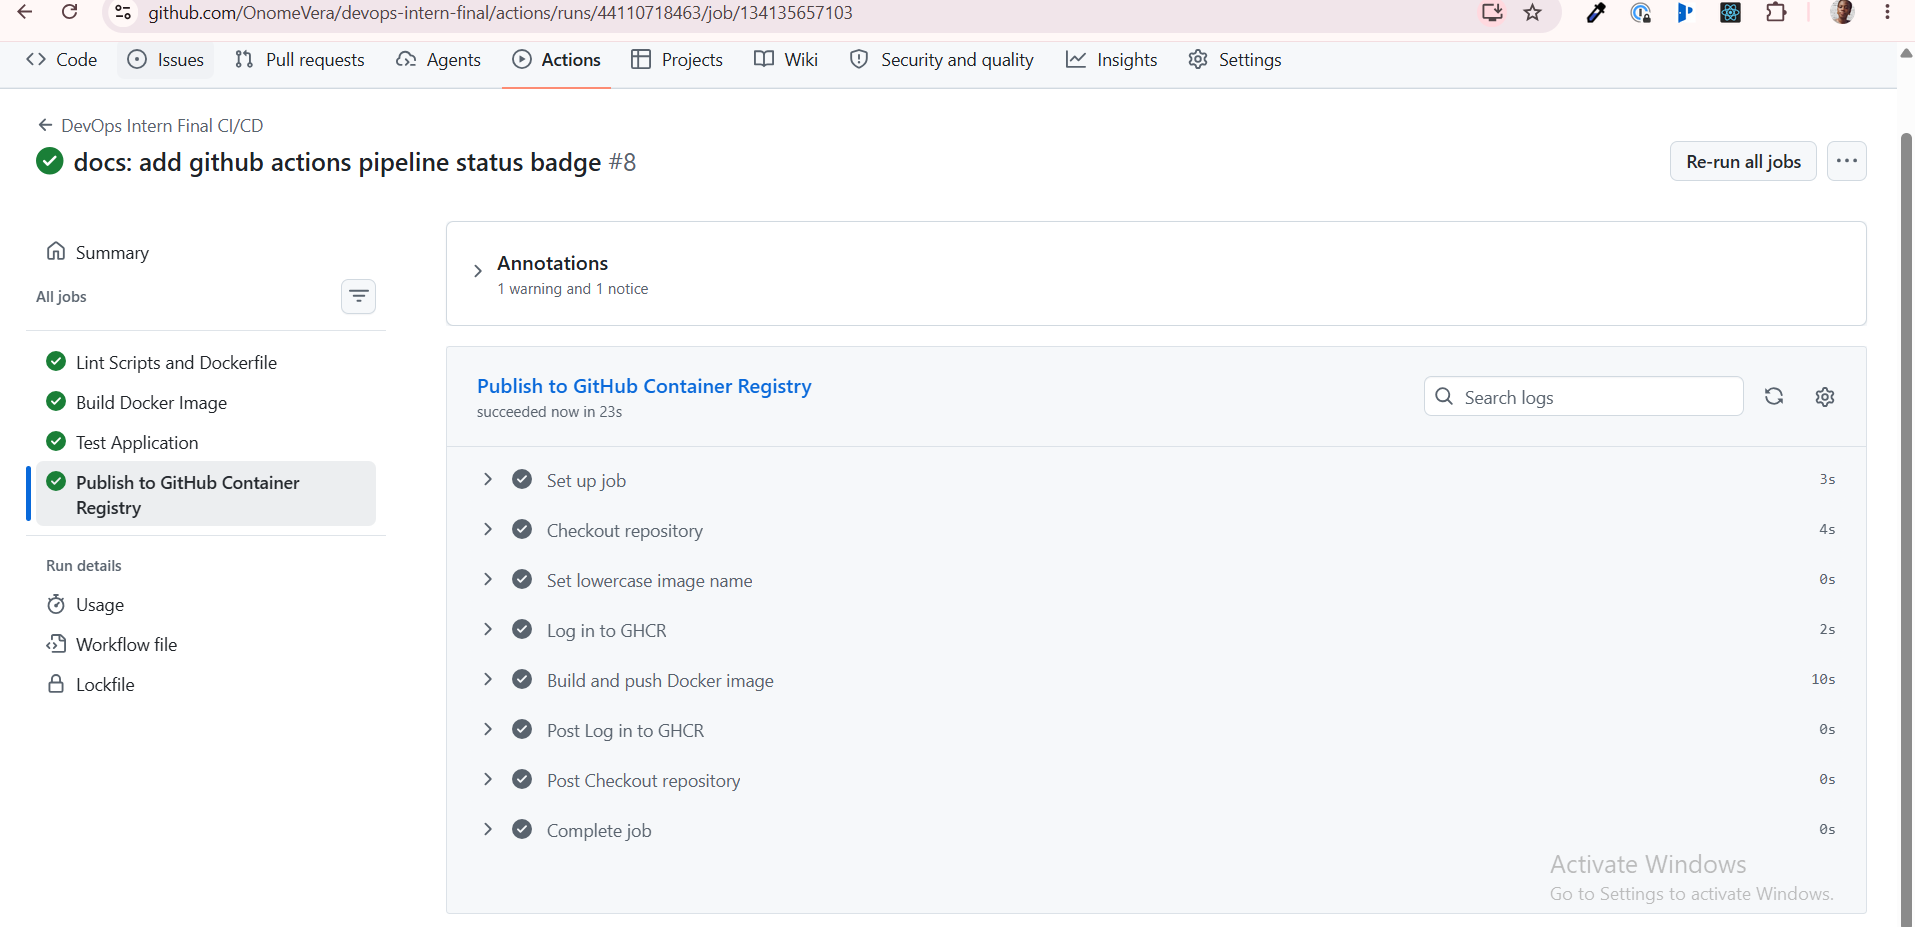 github.com/OnomeVera/devops-intern-final/actions/runs/44110718463/job/134135657103
Code
Issues
Pull requests
Agents
Actions
Projects
Wiki
Security and quality
Insights
Settings
DevOps Intern Final CI/CD
docs: add github actions pipeline status badge #8
Re-run all jobs
Summary
All jobs
Lint Scripts and Dockerfile
Build Docker Image
Test Application
Publish to GitHub Container
Registry
Run details
Usage
Workflow file
Lockfile
Annotations
1 warning and 1 notice
Publish to GitHub Container Registry
succeeded now in 23s
Search logs
Set up job 3s
Checkout repository 4s
Set lowercase image name 0s
Log in to GHCR 2s
Build and push Docker image 10s
Post Log in to GHCR 0s
Post Checkout repository 0s
Complete job 0s
Activate Windows
Go to Settings to activate Windows.